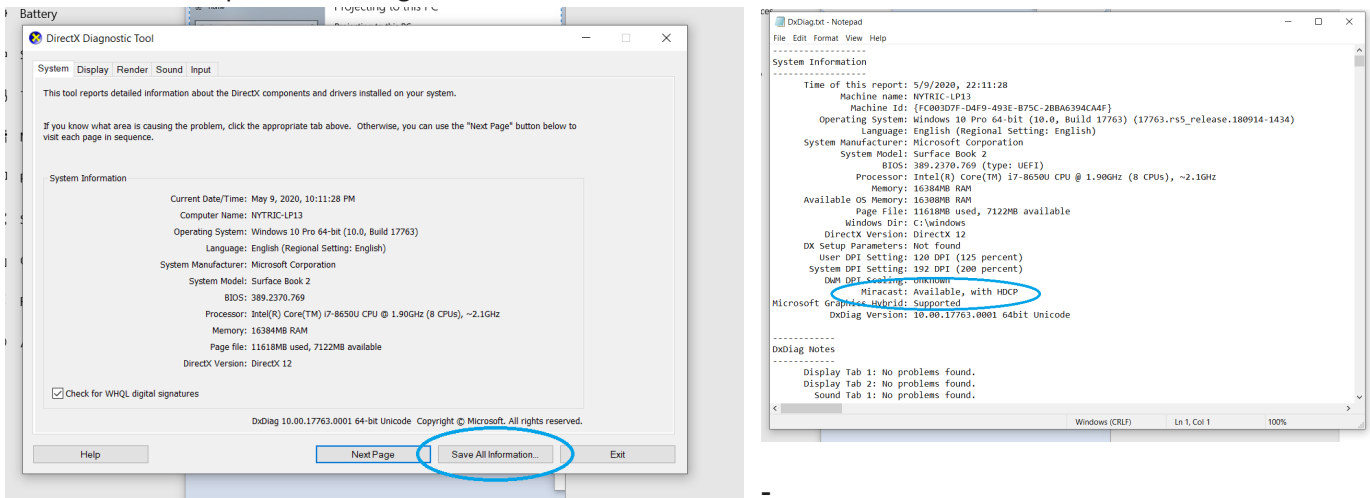 Battery
Projecting to this PC
DirectX Diagnostic Tool
System Display Render Sound Input
This tool reports detailed information about the DirectX components and drivers installed on your system.
If you know what area is causing the problem, click the appropriate tab above.  Otherwise, you can use the "Next Page" button below to
visit each page in sequence.
System Information
Current Date/Time: May 9, 2020, 10:11:28 PM
Computer Name: NYTRIC-LP13
Operating System: Windows 10 Pro 64-bit (10.0, Build 17763)
Language: English (Regional Setting: English)
System Manufacturer: Microsoft Corporation
System Model: Surface Book 2
BIOS: 389.2370.769
Processor: Intel(R) Core(TM) i7-8650U CPU @ 1.90GHz (8 CPUs), ~2.1GHz
Memory: 16384MB RAM
Page file: 11618MB used, 7122MB available
DirectX Version: DirectX 12
Check for WHQL digital signatures
DxDiag 10.00.17763.0001 64-bit Unicode  Copyright © Microsoft. All rights reserved.
Help Next Page Save All Information... Exit
DxDiag.txt - Notepad
File Edit Format View Help
------------------
System Information
------------------
Time of this report: 5/9/2020, 22:11:28
Machine name: NYTRIC-LP13
Machine Id: {FC003D7F-D4F9-493E-B75C-2BBA6394CA4F}
Operating System: Windows 10 Pro 64-bit (10.0, Build 17763) (17763.rs5_release.180914-1434)
Language: English (Regional Setting: English)
System Manufacturer: Microsoft Corporation
System Model: Surface Book 2
BIOS: 389.2370.769 (type: UEFI)
Processor: Intel(R) Core(TM) i7-8650U CPU @ 1.90GHz (8 CPUs), ~2.1GHz
Memory: 16384MB RAM
Available OS Memory: 16308MB RAM
Page File: 11618MB used, 7122MB available
Windows Dir: C:\windows
DirectX Version: DirectX 12
DX Setup Parameters: Not found
User DPI Setting: 120 DPI (125 percent)
System DPI Setting: 192 DPI (200 percent)
DWM DPI Scaling: Unknown
Miracast: Available, with HDCP
Microsoft Graphics Hybrid: Supported
DxDiag Version: 10.00.17763.0001 64bit Unicode
------------
DxDiag Notes
------------
Display Tab 1: No problems found.
Display Tab 2: No problems found.
Sound Tab 1: No problems found.
Windows (CRLF) Ln 1, Col 1 100%